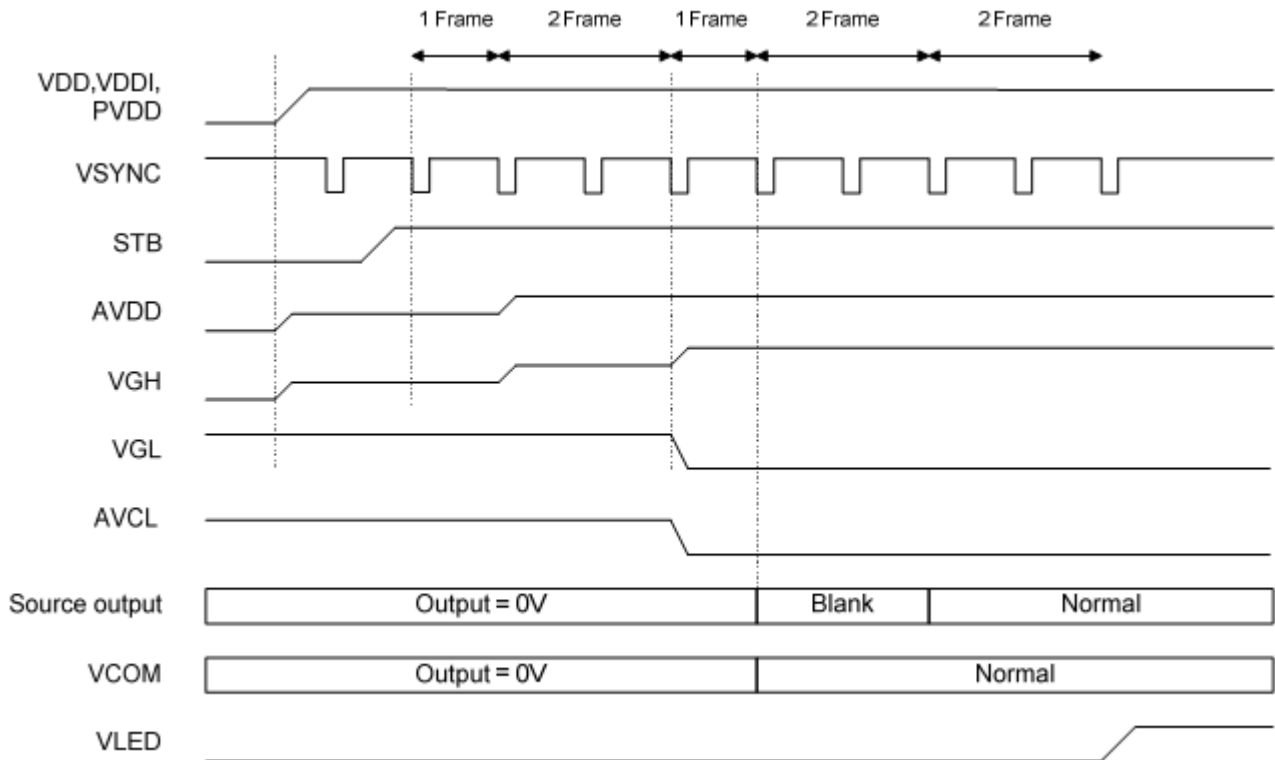 1 Frame 2 Frame 1 Frame 2 Frame 2 Frame
VDD,VDDI,
PVDD
VSYNC
STB
AVDD
VGH
VGL
AVCL
Source output Output = 0V Blank Normal
VCOM Output = 0V Normal
VLED